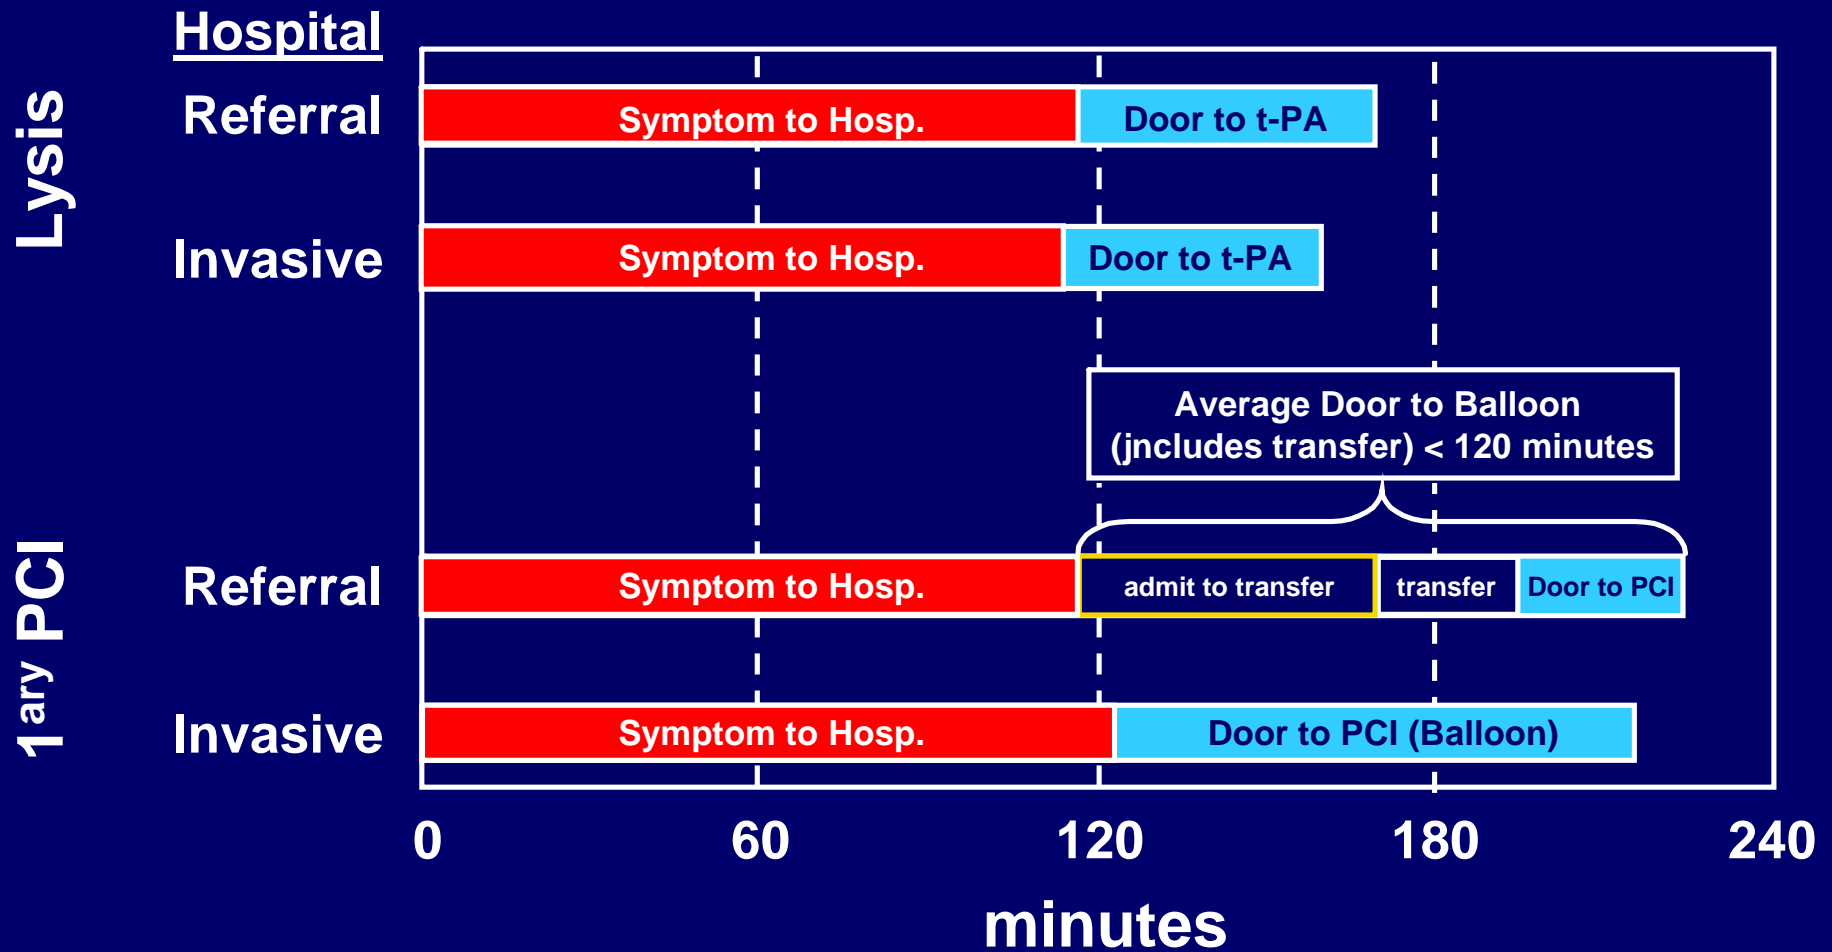 Hospital
Lysis
Referral
Symptom to Hosp.
Door to t-PA
Invasive
Symptom to Hosp.
Door to t-PA
Average Door to Balloon
(jncludes transfer) < 120 minutes
1ary PCI
Referral
Symptom to Hosp.
admit to transfer
transfer
Door to PCI
Invasive
Symptom to Hosp.
Door to PCI (Balloon)
0 60 120 180 240
minutes